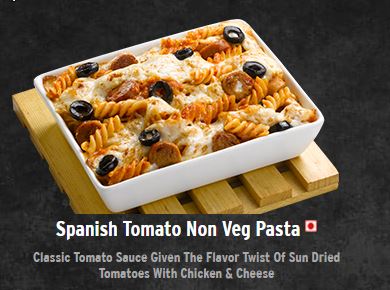 Spanish Tomato Non Veg Pasta
Classic Tomato Sauce Given The Flavor Twist Of Sun Dried
Tomatoes With Chicken & Cheese